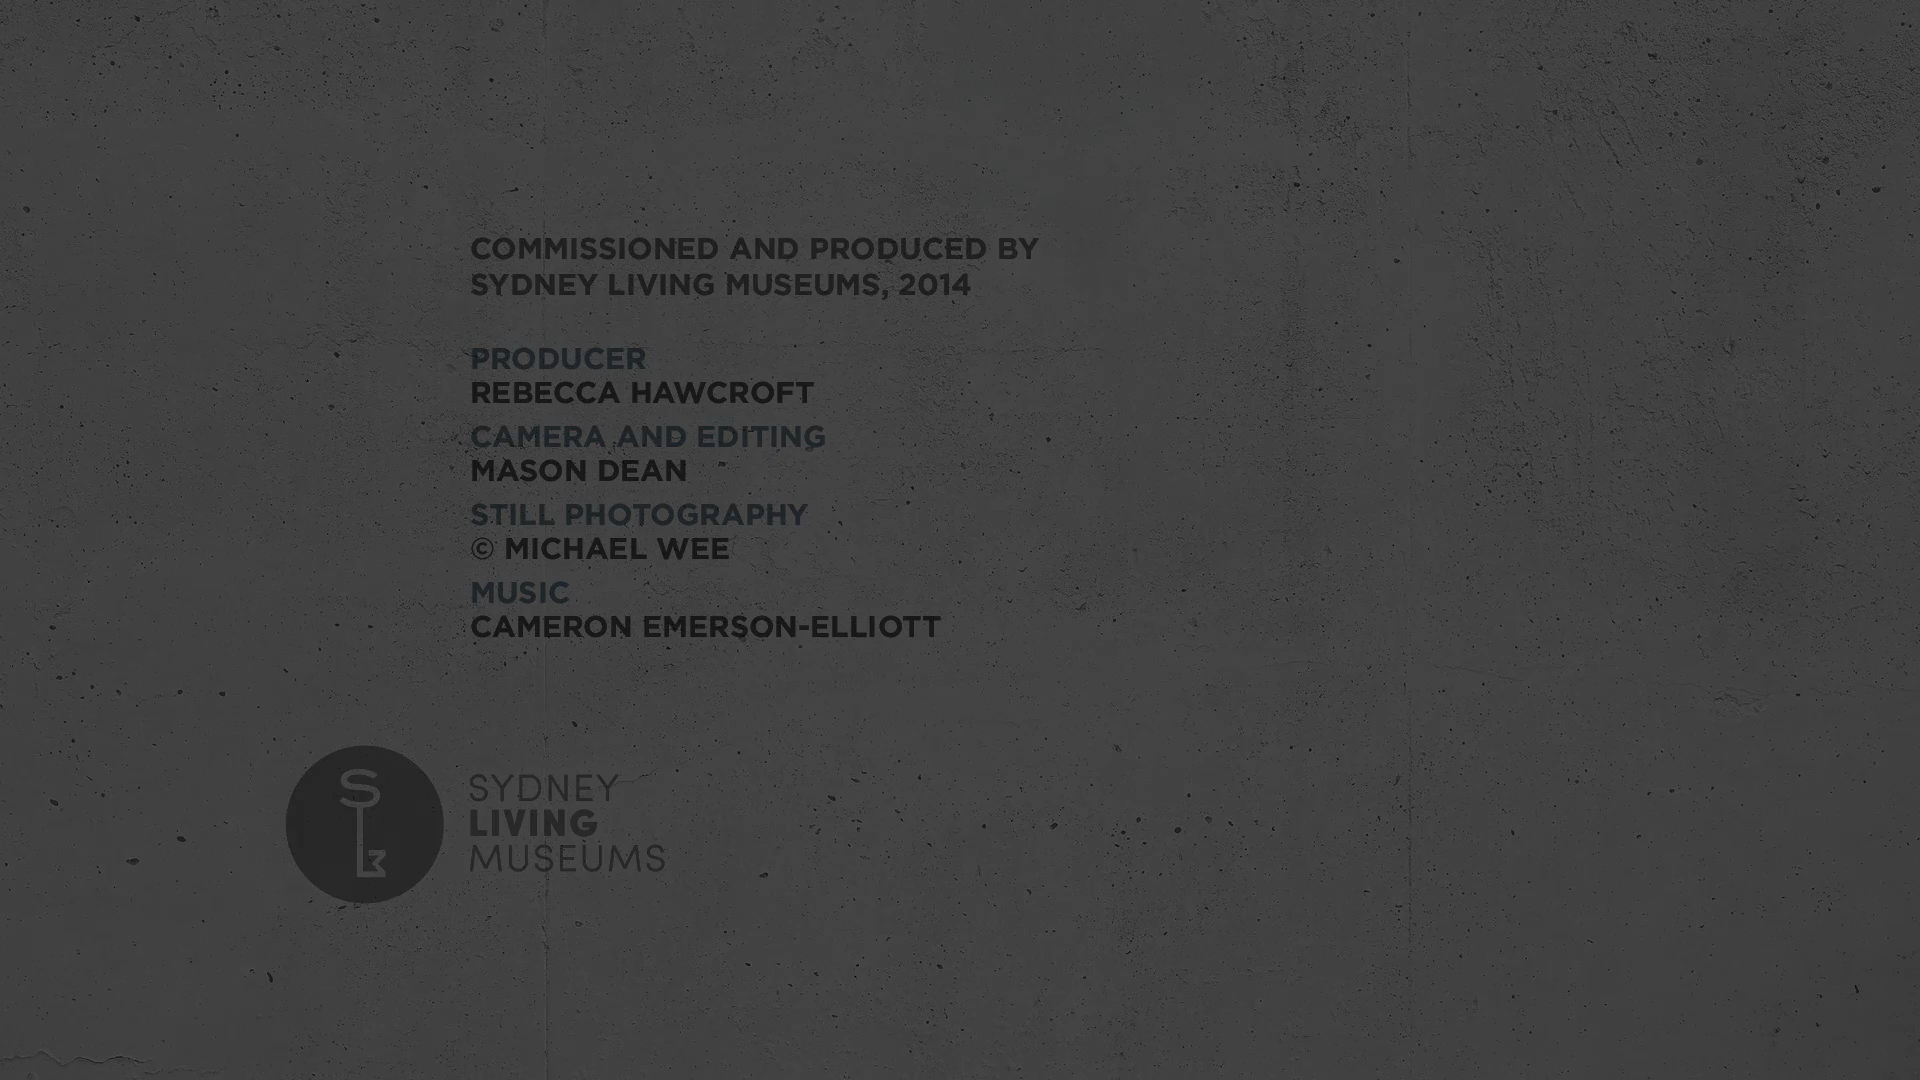 COMMISSIONED AND PRODUCED BY
SYDNEY LIVING MUSEUMS, 2014
PRODUCER
REBECCA HAWCROFT
CAMERA AND EDITING
MASON DEAN
STILL PHOTOGRAPHY
© MICHAEL WEE
MUSIC
CAMERON EMERSON-ELLIOTT
SLM
SYDNEY
LIVING
MUSEUMS